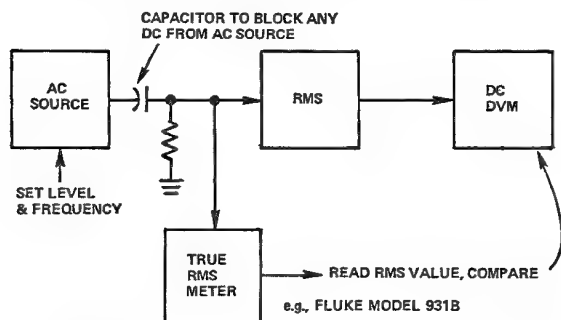 CAPACITOR TO BLOCK ANY
DC FROM AC SOURCE
AC
SOURCE
RMS
DC
DVM
SET LEVEL
& FREQUENCY
TRUE
RMS
METER
READ RMS VALUE, COMPARE
e.g., FLUKE MODEL 931B